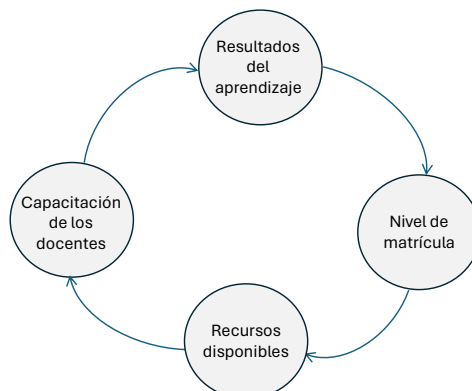 Resultados
del
aprendizaje
Nivel de
matrícula
Recursos
disponibles
Capacitación
de los
docentes